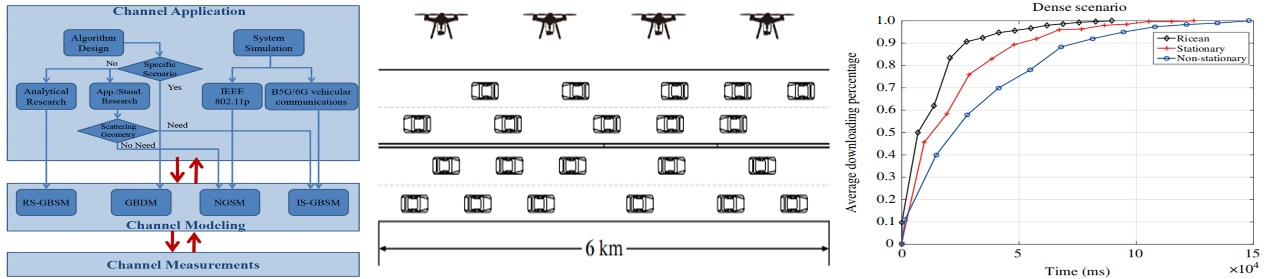 Channel Application
Algorithm
Design
System
Simulation
No
Specific
Scenario
Yes
Analytical
Research
App./Stand.
Research
IEEE
802.11p
B5G/6G vehicular
communications
Scattering
Geometry
Need
No Need
RS-GBSM
GBDM
NGSM
IS-GBSM
Channel Modeling
Channel Measurements
6 km
Dense scenario
Average downloading percentage
1.0
0.9
0.8
0.7
0.6
0.5
0.4
0.3
0.2
0.1
0
Ricean
Stationary
Non-stationary
0
5
10
15
×10⁴
Time (ms)